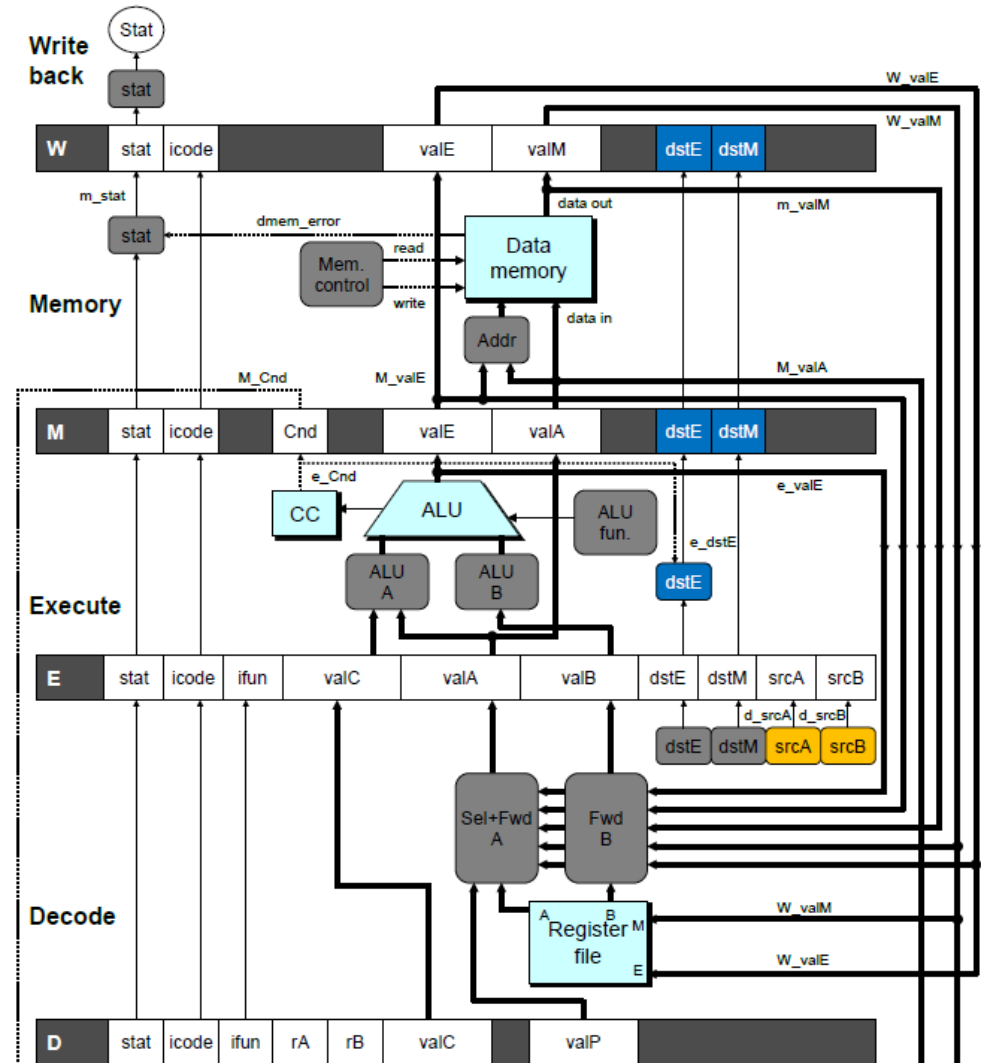 Stat
Write
back
stat
W_valE
W_valM
W stat icode valE valM dstE dstM
m_stat
data out
m_valM
stat
dmem_error
read
Mem.
control
write
Data
memory
data in
Memory
Addr
M_Cnd
M_valE
M_valA
M stat icode Cnd valE valA dstE dstM
e_Cnd
e_valE
CC
ALU
ALU
fun.
e_dstE
ALU
A
ALU
B
dstE
Execute
E stat icode ifun valC valA valB dstE dstM srcA srcB
d_srcA d_srcB
dstE dstM srcA srcB
Sel+Fwd
A
Fwd
B
Decode
A B
Register M
file
E
W_valM
W_valE
D stat icode ifun rA rB valC valP